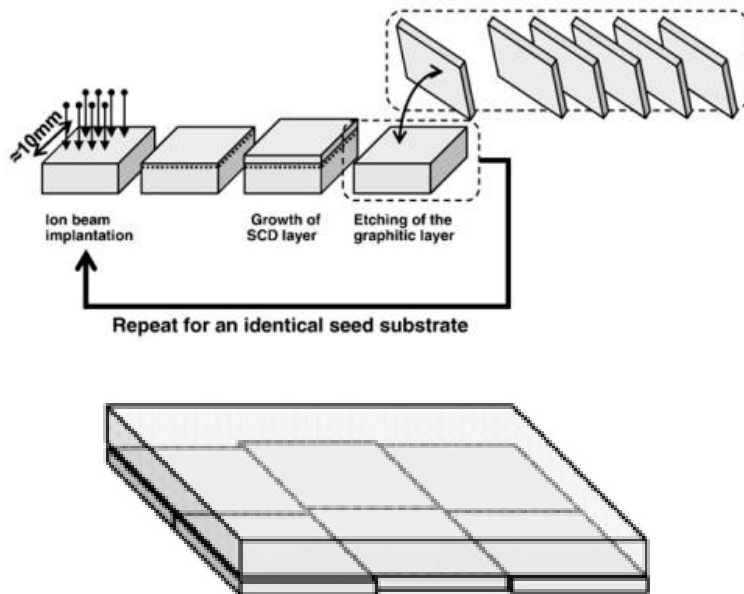 ≈10mm
Ion beam
implantation
Growth of
SCD layer
Etching of the
graphitic layer
Repeat for an identical seed substrate